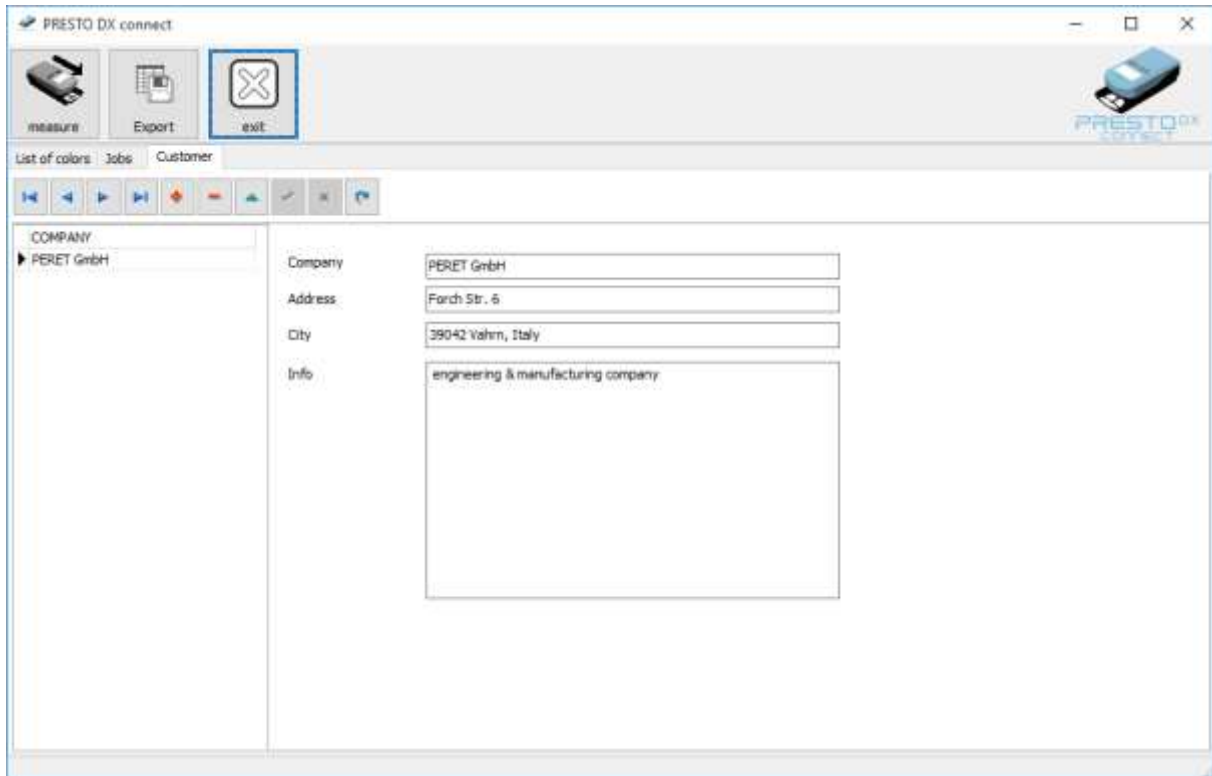 PRESTO DX connect
measure Export exit
PRESTO DX
CONNECT
List of colors Jobs Customer
COMPANY
PERET GmbH
Company PERET GmbH
Address Forch Str. 6
City 39042 Vahrn, Italy
Info engineering & manufacturing company